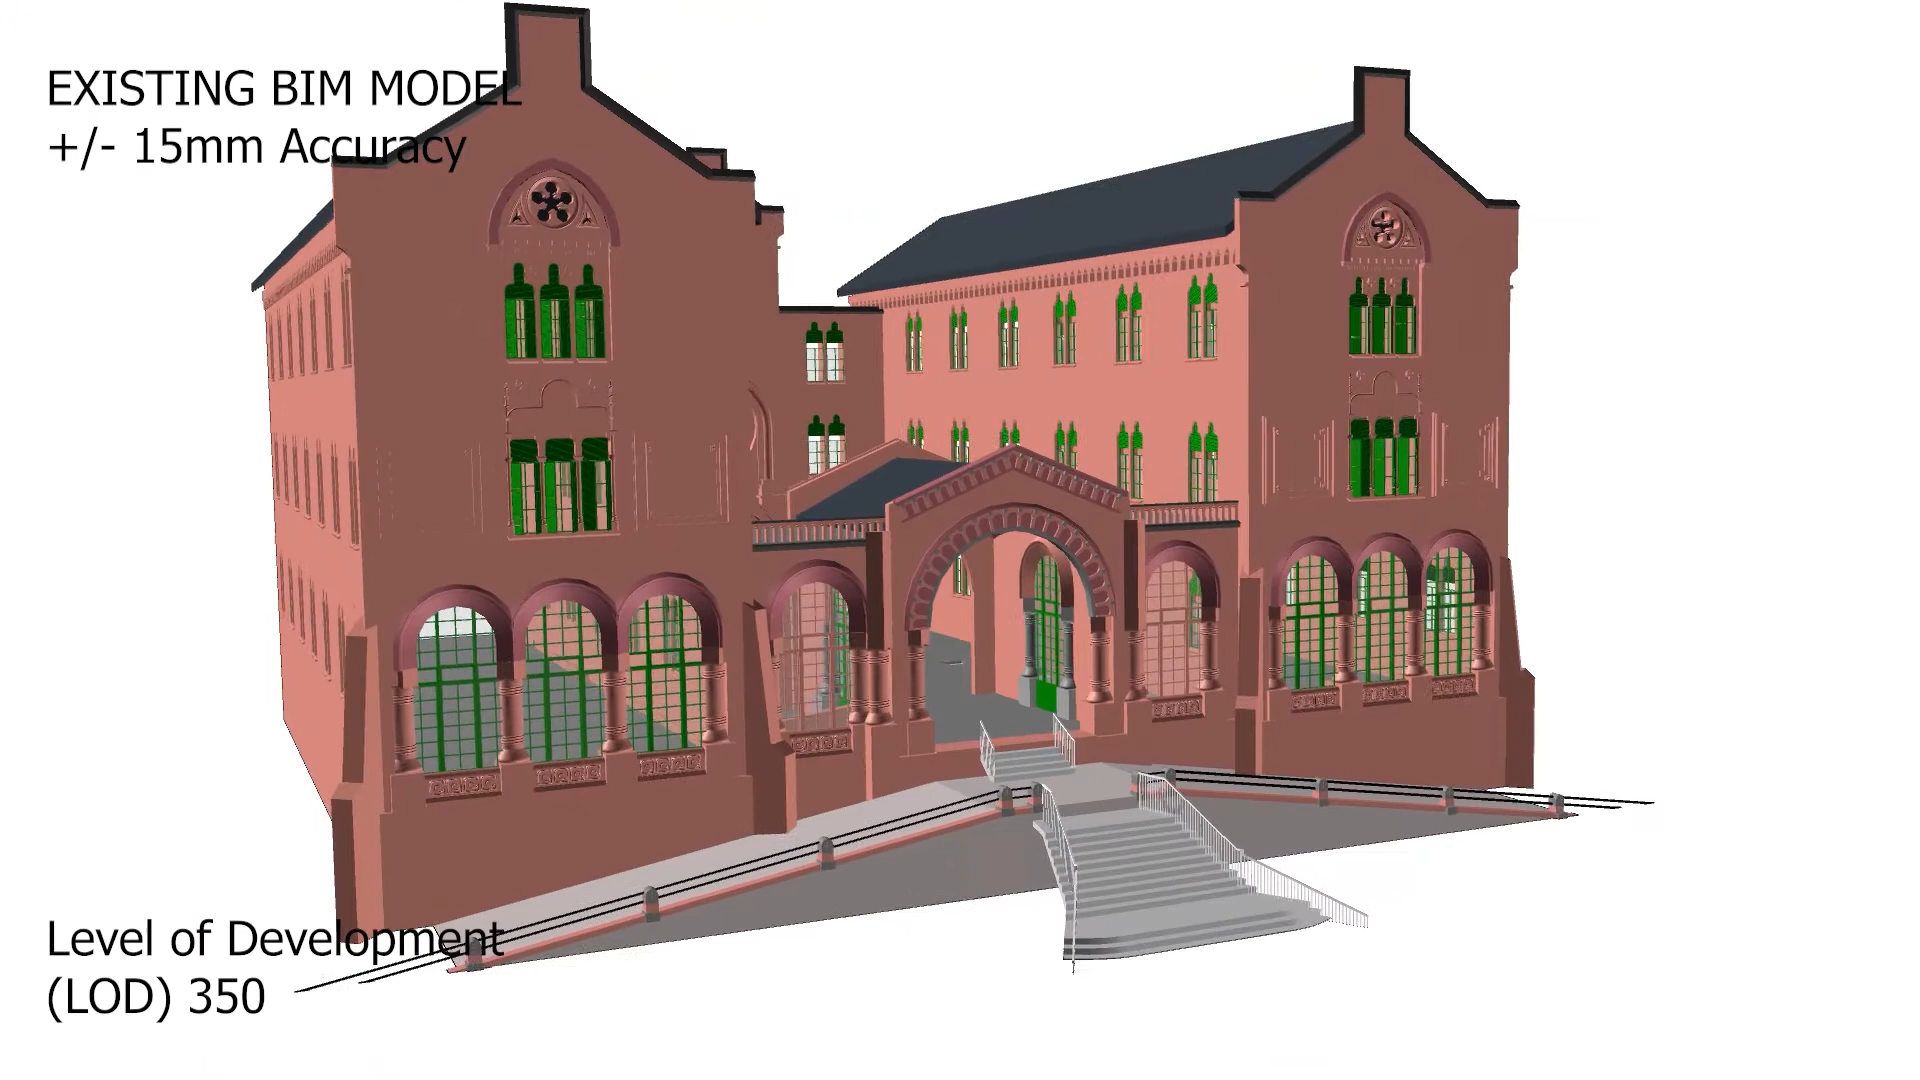 EXISTING BIM MODEL
+/- 15mm Accuracy
Level of Development
(LOD) 350